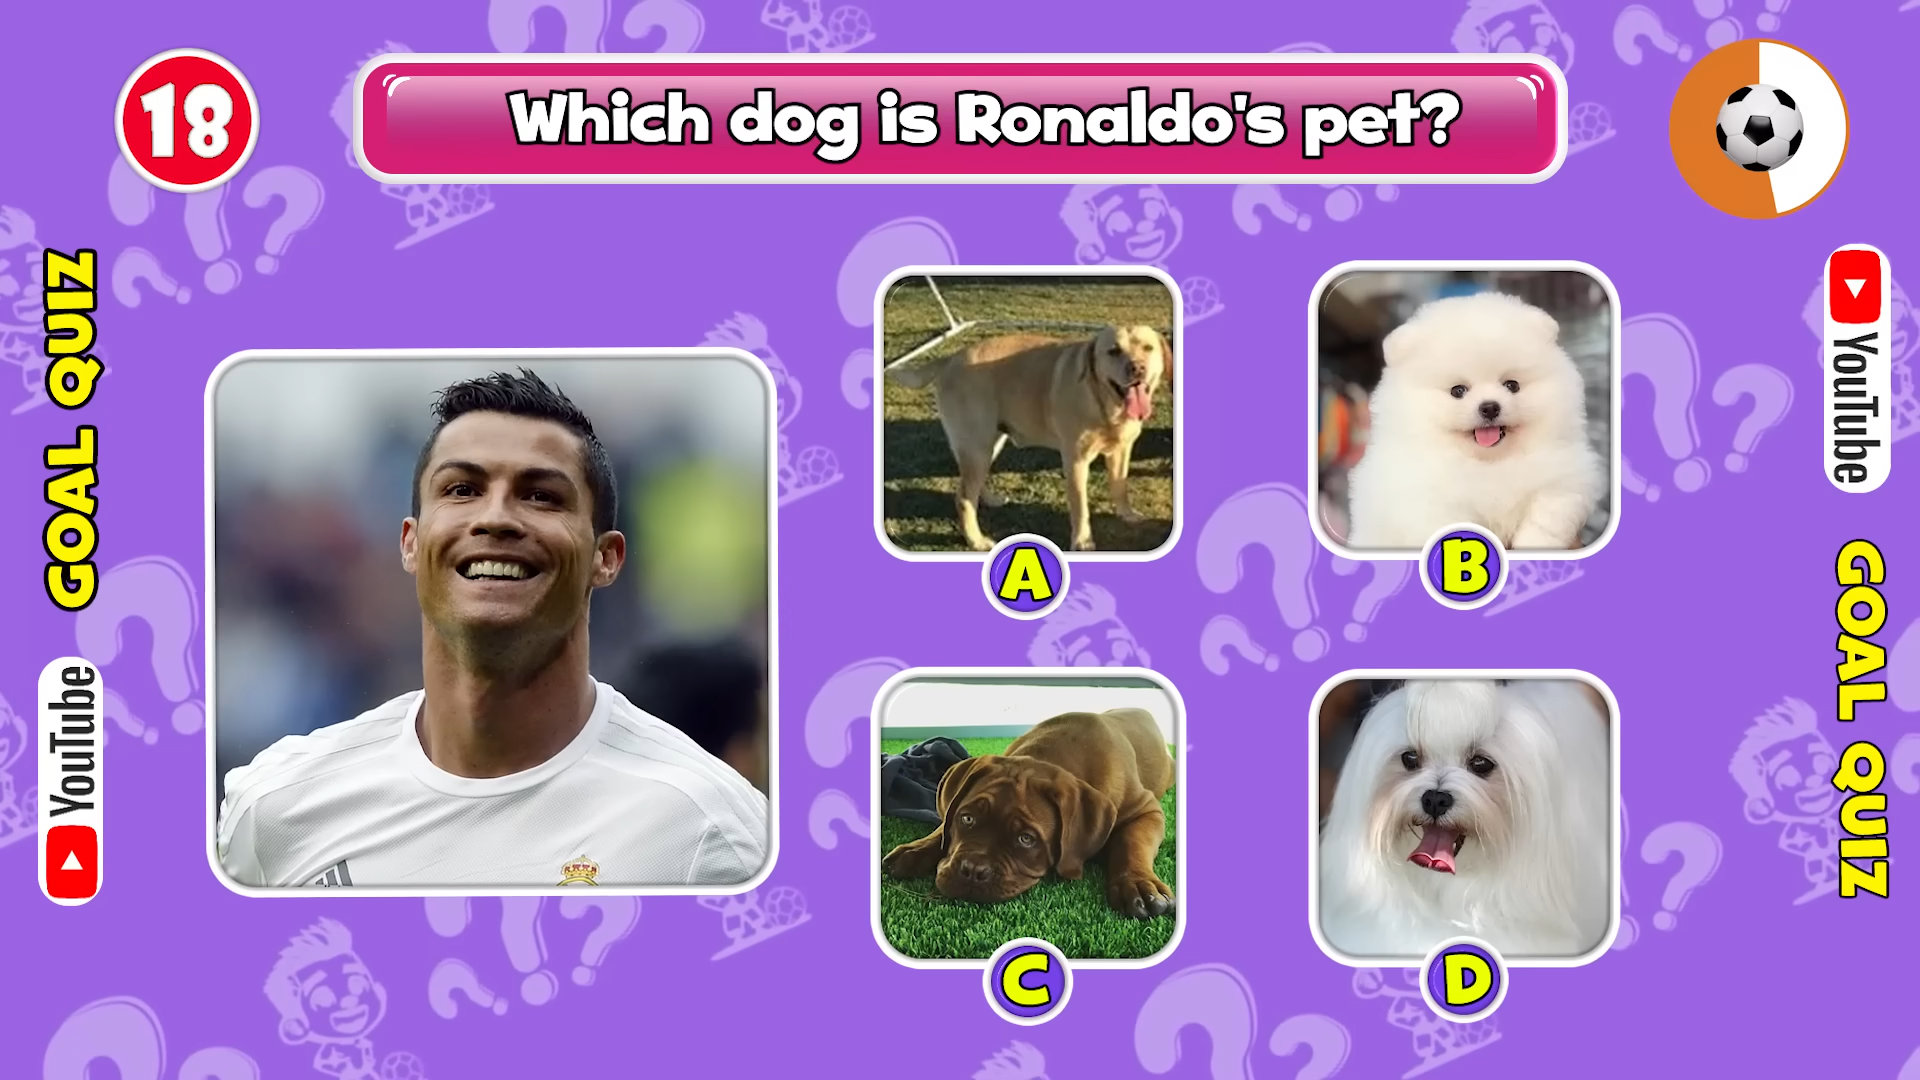 18
Which dog is Ronaldo's pet?
GOAL QUIZ
YouTube
A
B
C
D
YouTube
GOAL QUIZ